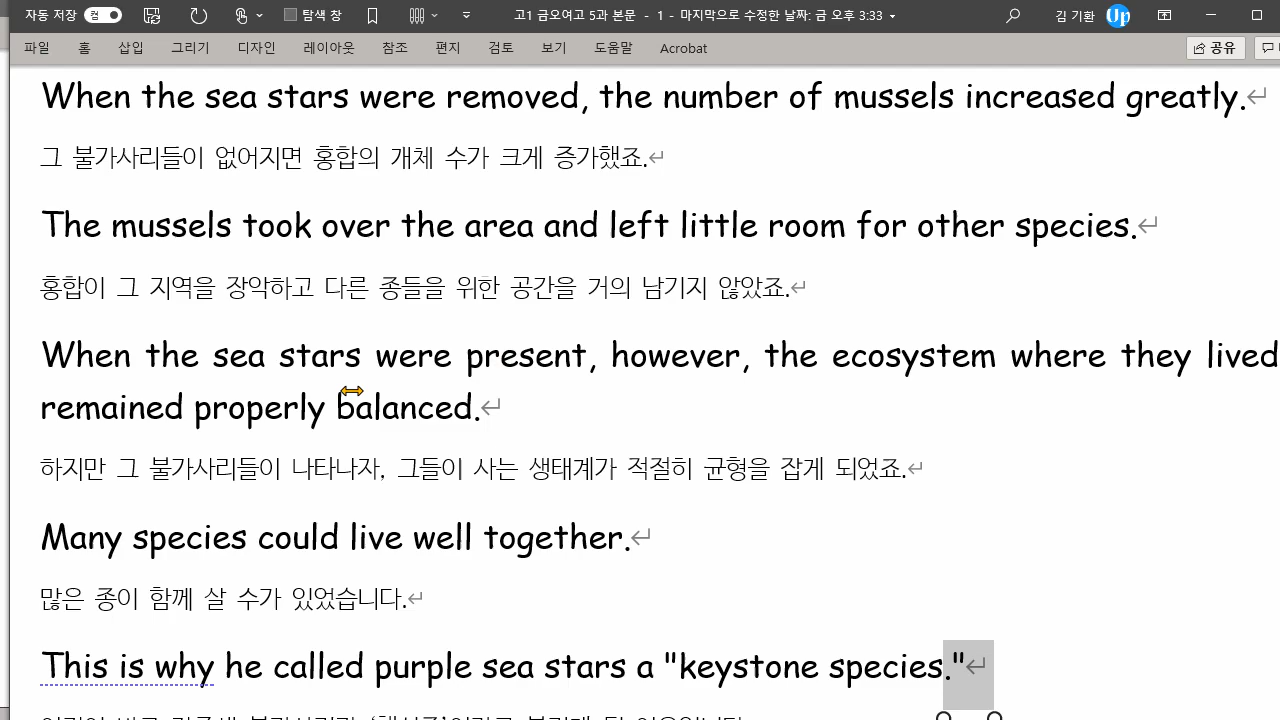 자동 저장 컴 탐색 창 고1 금오여고 5과 본문 - 1 - 마지막으로 수정한 날짜: 금 오후 3:33 김 기환 Up
파일 홈 삽입 그리기 디자인 레이아웃 참조 편지 검토 보기 도움말 Acrobat 공유
When the sea stars were removed, the number of mussels increased greatly.
그 불가사리들이 없어지면 홍합의 개체 수가 크게 증가했죠.
The mussels took over the area and left little room for other species.
홍합이 그 지역을 장악하고 다른 종들을 위한 공간을 거의 남기지 않았죠.
When the sea stars were present, however, the ecosystem where they lived
remained properly balanced.
하지만 그 불가사리들이 나타나자, 그들이 사는 생태계가 적절히 균형을 잡게 되었죠.
Many species could live well together.
많은 종이 함께 살 수가 있었습니다.
This is why he called purple sea stars a "keystone species."